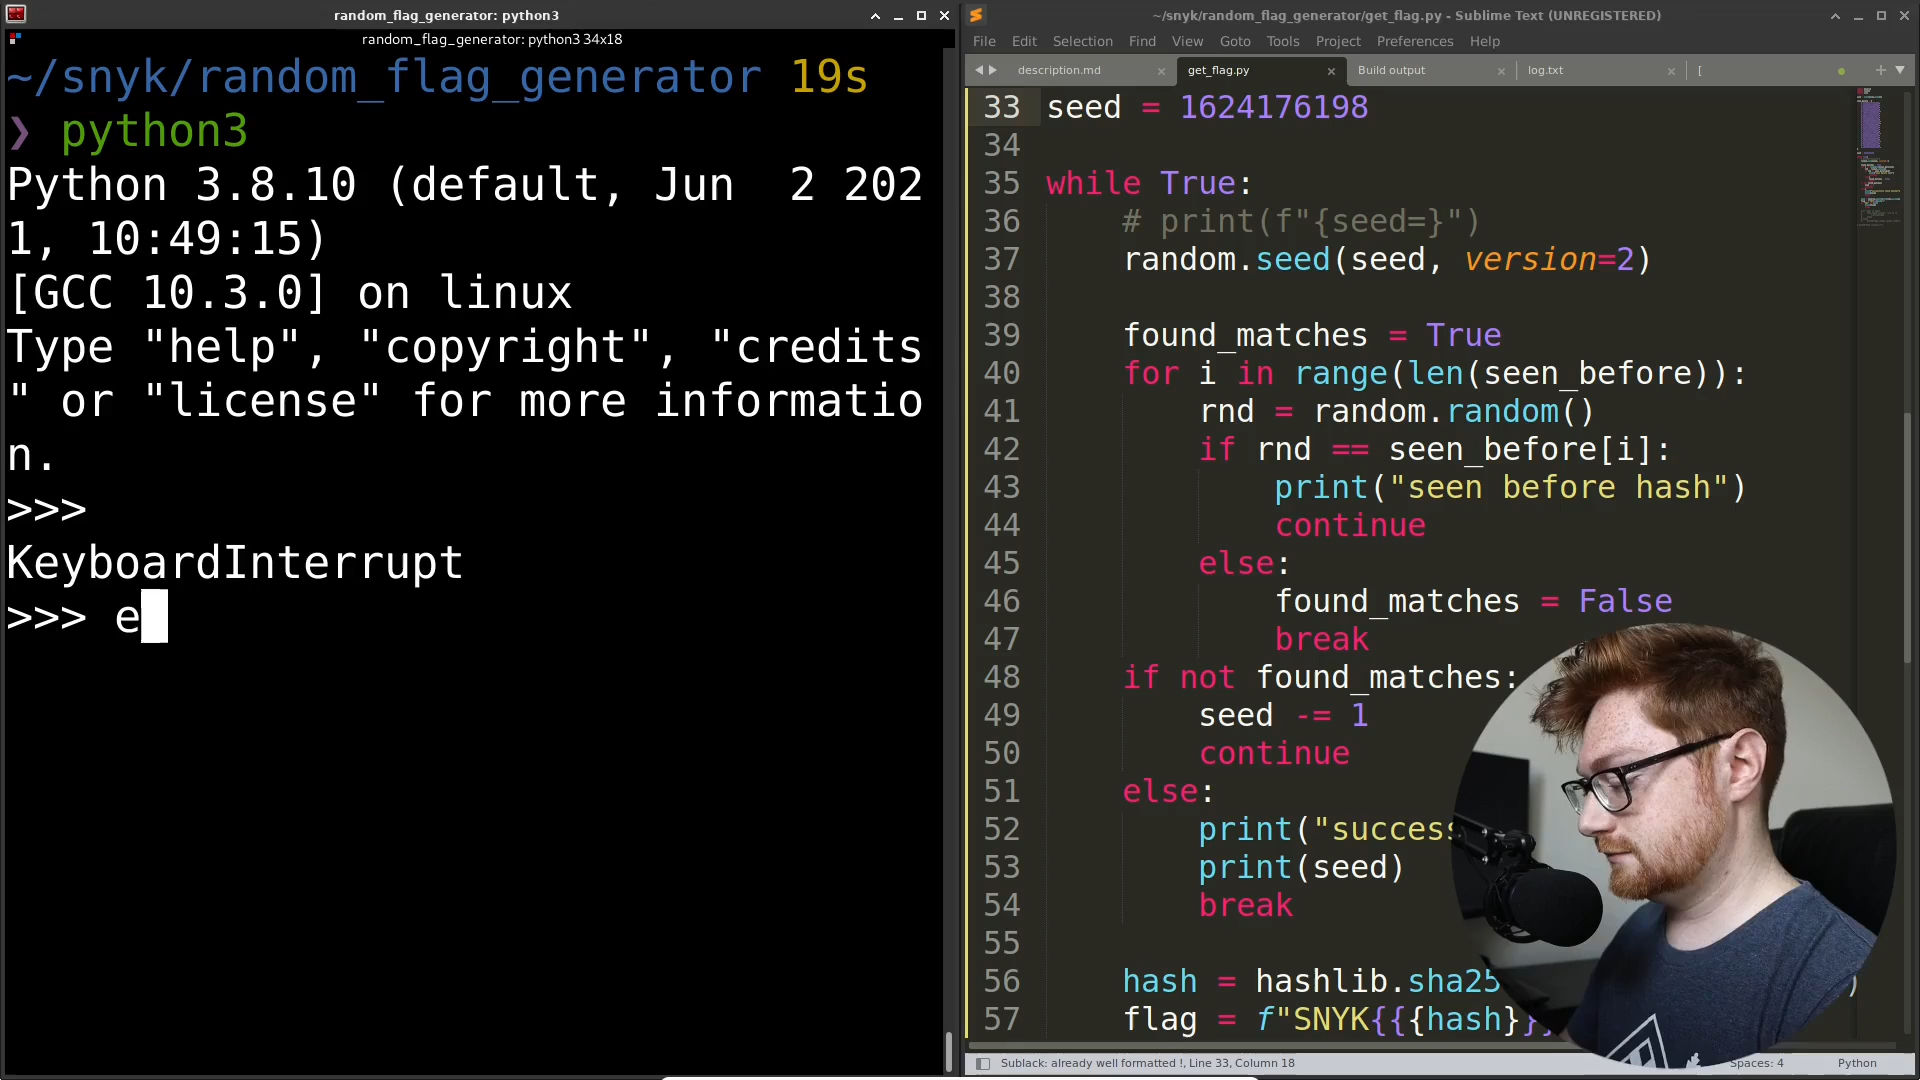 random_flag_generator: python3
random_flag_generator: python3 34x18
~/snyk/random_flag_generator 19s
❯ python3
Python 3.8.10 (default, Jun  2 202
1, 10:49:15)
[GCC 10.3.0] on linux
Type "help", "copyright", "credits
" or "license" for more informatio
n.
>>>
KeyboardInterrupt
>>> e
~/snyk/random_flag_generator/get_flag.py - Sublime Text (UNREGISTERED)
File Edit Selection Find View Goto Tools Project Preferences Help
description.md get_flag.py Build output log.txt [
33 seed = 1624176198
34
35 while True:
36     # print(f"{seed=}")
37     random.seed(seed, version=2)
38
39     found_matches = True
40     for i in range(len(seen_before)):
41         rnd = random.random()
42         if rnd == seen_before[i]:
43             print("seen before hash")
44             continue
45         else:
46             found_matches = False
47             break
48     if not found_matches:
49         seed -= 1
50         continue
51     else:
52         print("success
53         print(seed)
54         break
55
56     hash = hashlib.sha25
57     flag = f"SNYK{{{hash}}}
Sublack: already well formatted !, Line 33, Column 18
Spaces: 4
Python